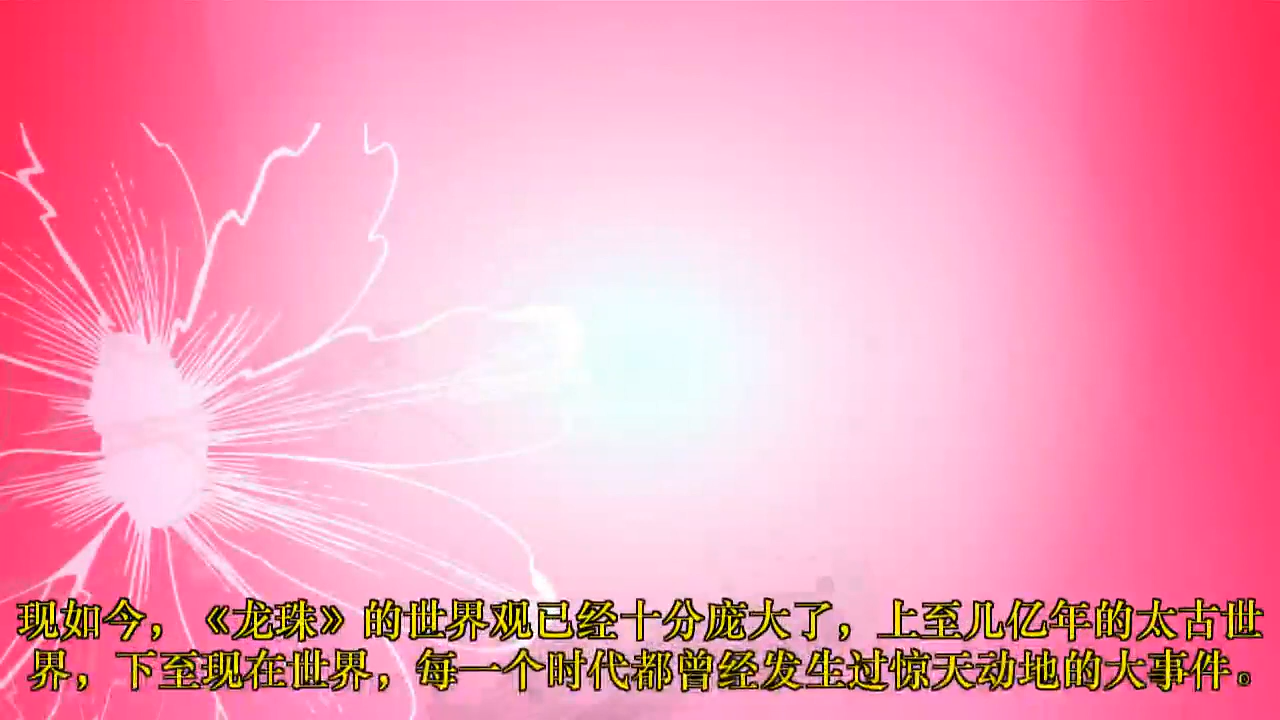 现如今，《龙珠》的世界观已经十分庞大了，上至几亿年的太古世
界，下至现在世界，每一个时代都曾经发生过惊天动地的大事件。